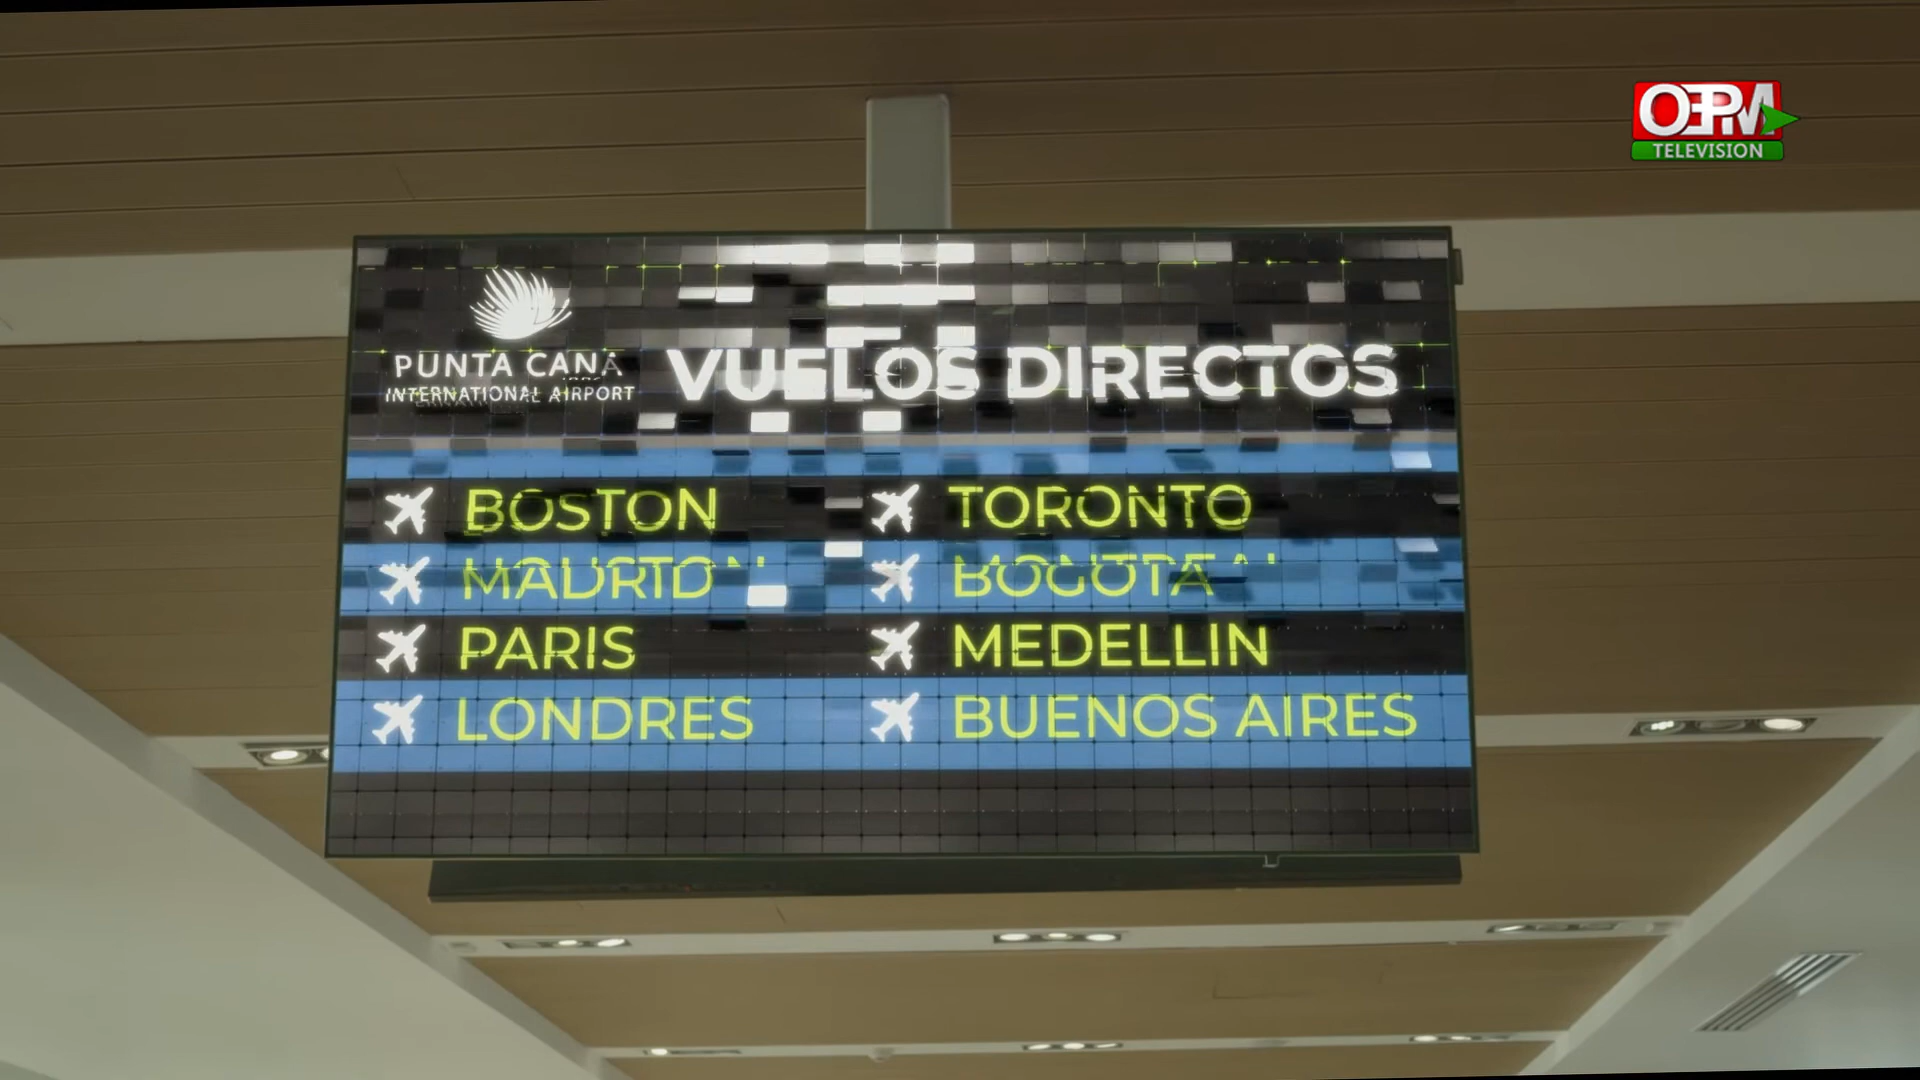 OEPM
TELEVISION
PUNTA CANA
INTERNATIONAL AIRPORT
VUELOS DIRECTOS
BOSTON
TORONTO
PARIS
MEDELLIN
LONDRES
BUENOS AIRES